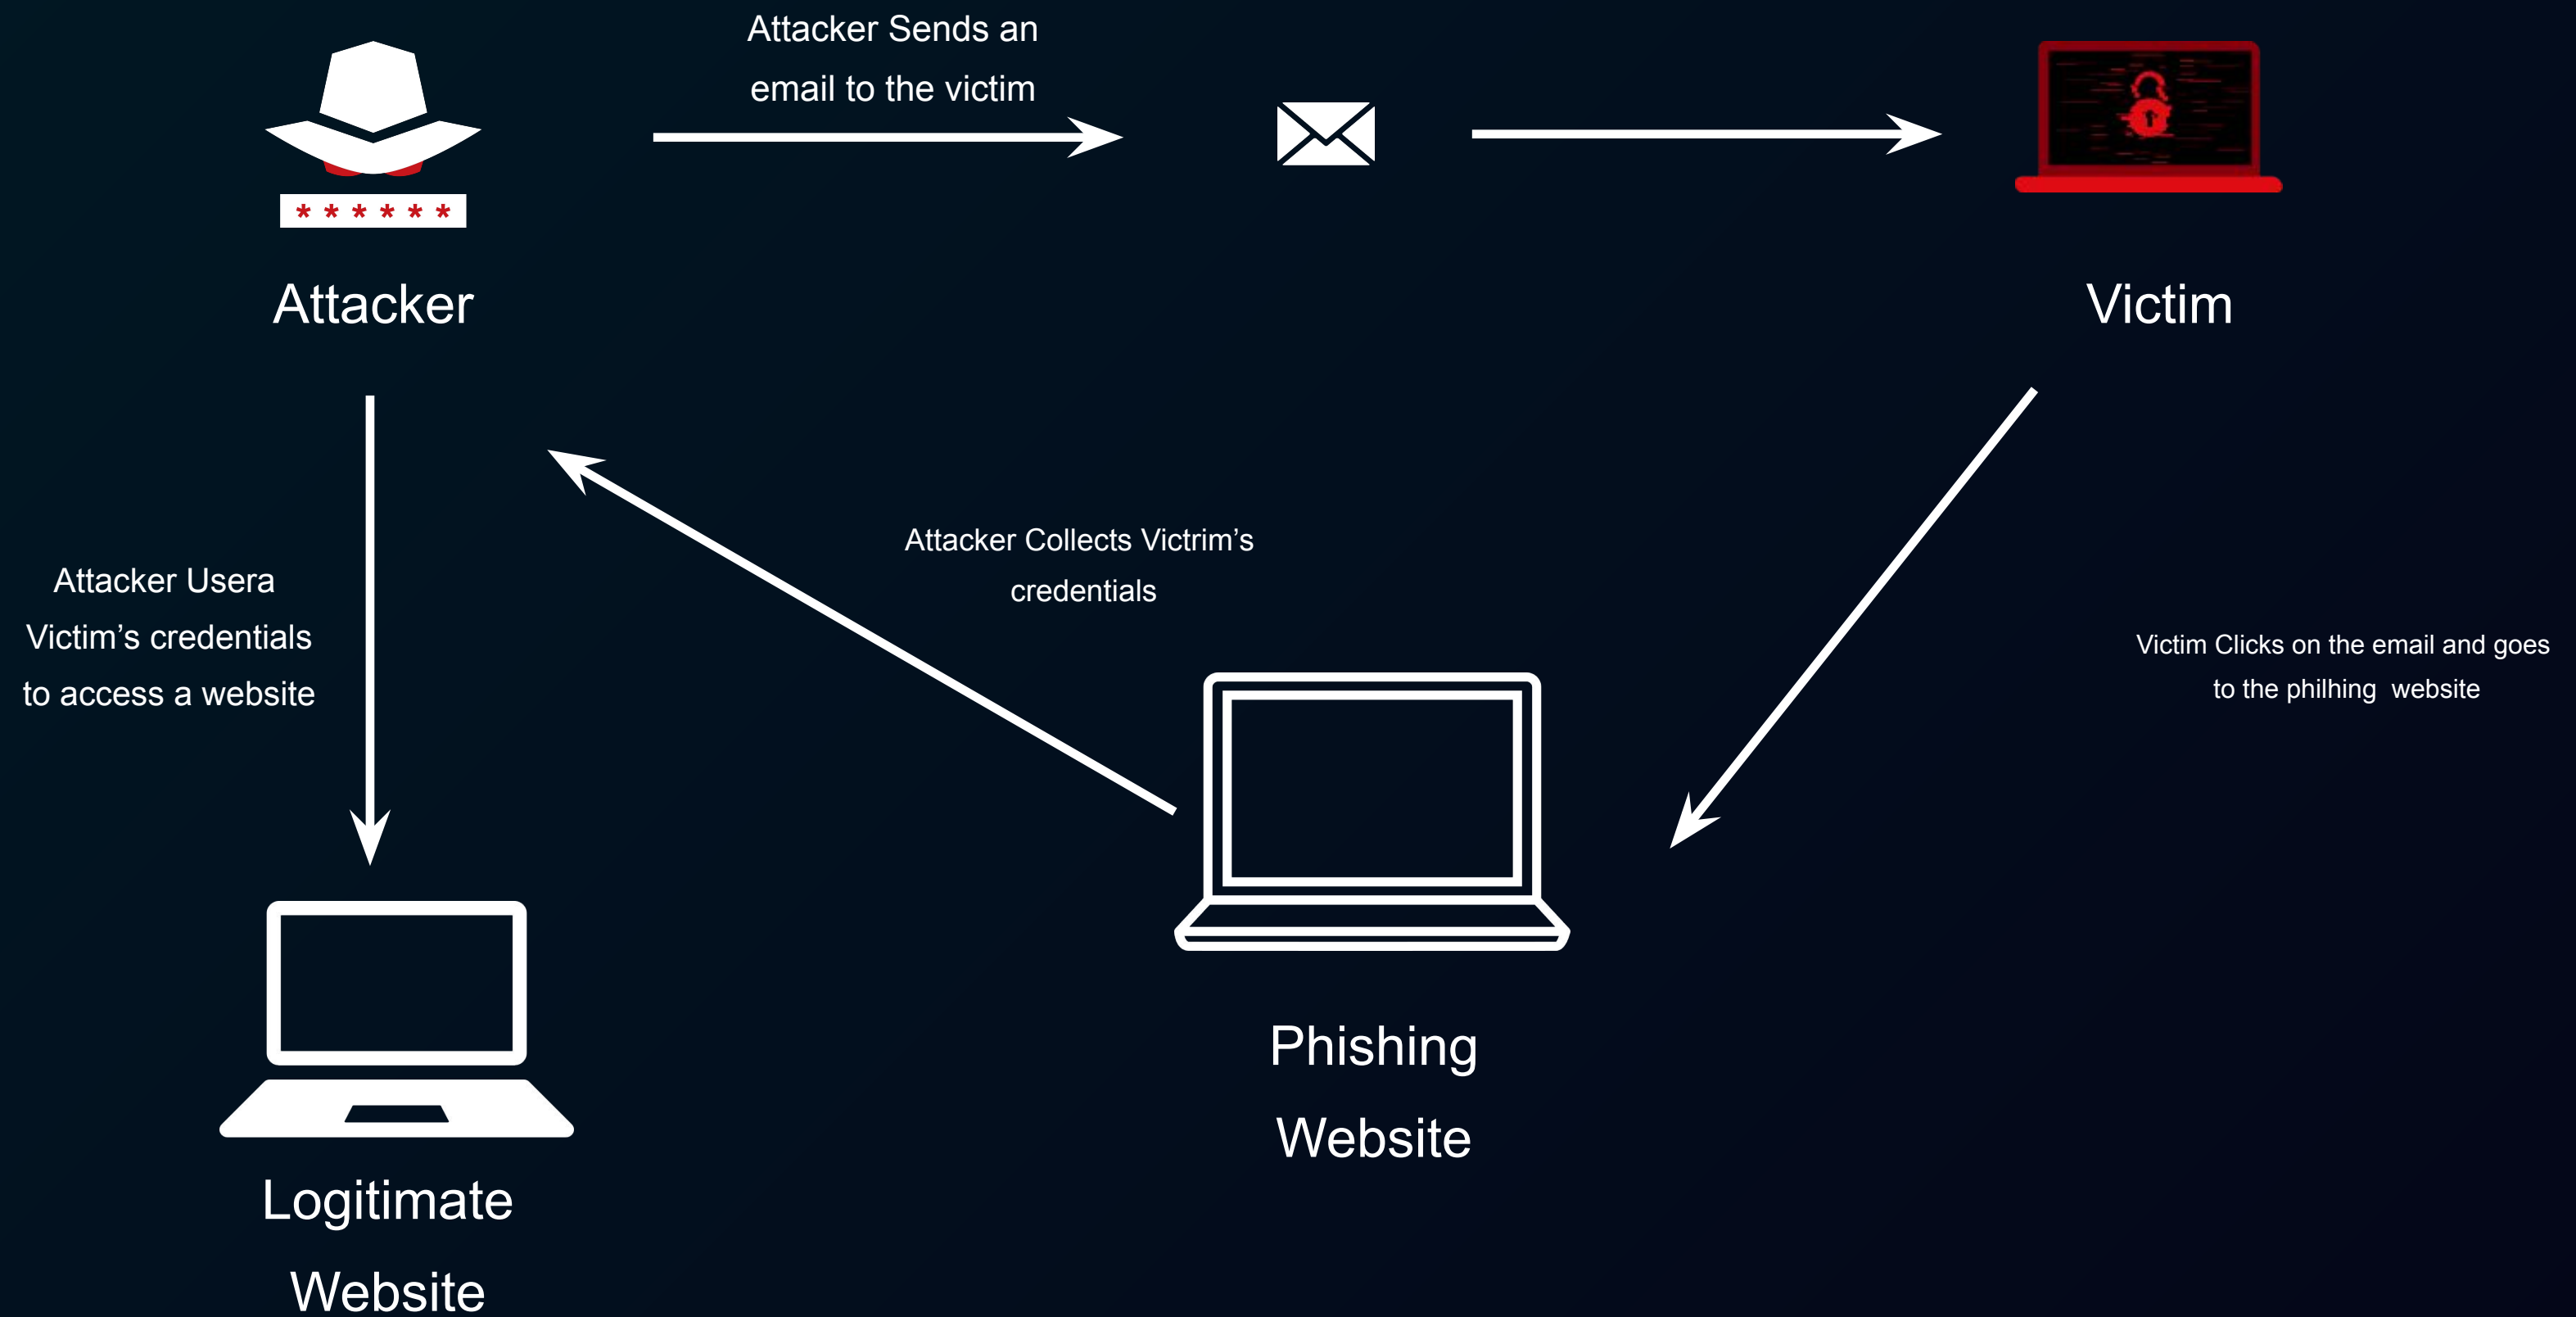 Attacker Sends an
email to the victim
* * * * * *
Attacker
Victim
Attacker Collects Victrim’s
credentials
Attacker Usera
Victim’s credentials
to access a website
Victim Clicks on the email and goes
to the philhing website
Phishing
Website
Logitimate
Website